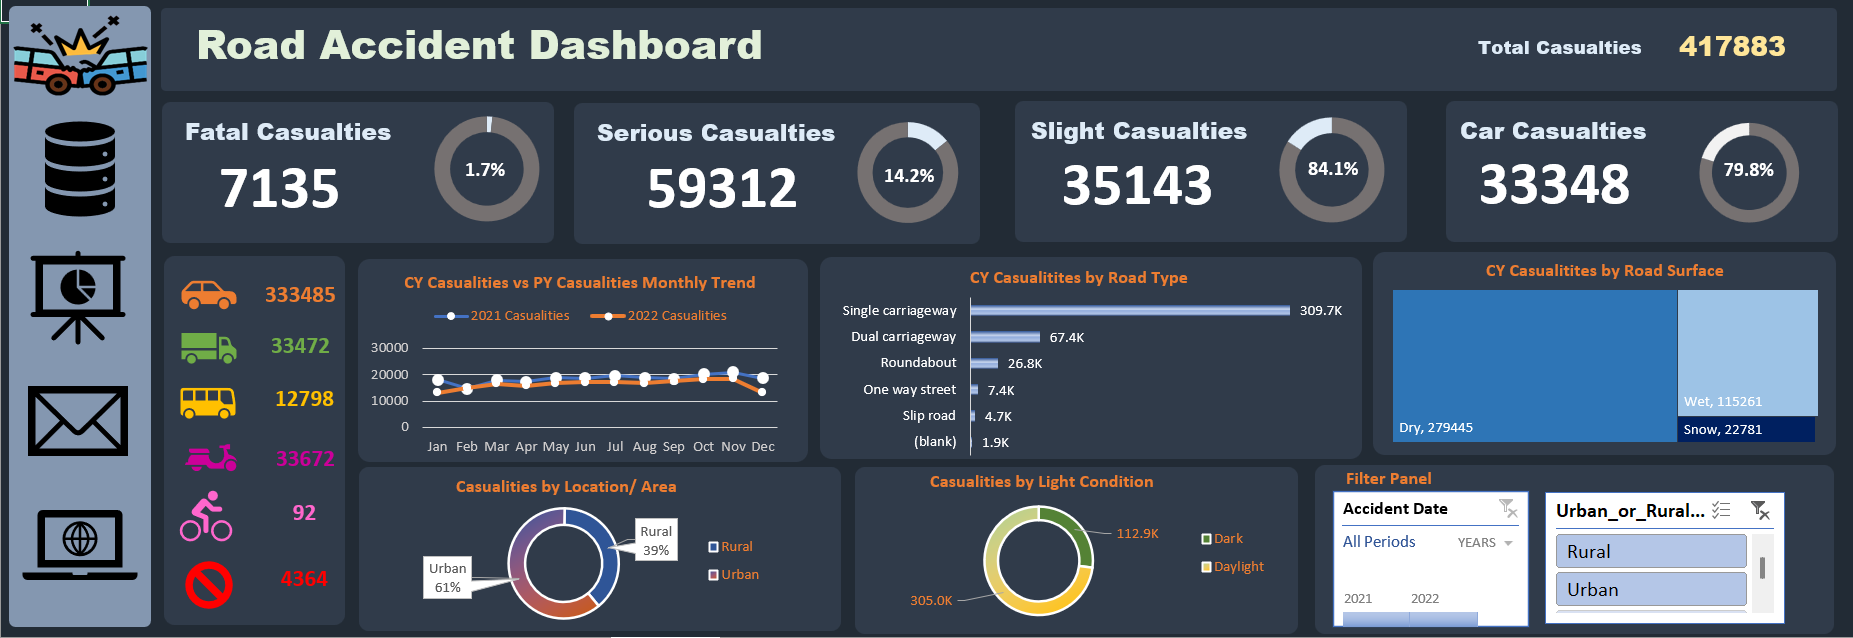 Road Accident Dashboard
Total Casualties 417883
Fatal Casualties
7135
1.7%
Serious Casualties
59312
14.2%
Slight Casualties
35143
84.1%
Car Casualties
33348
79.8%
333485
33472
12798
33672
92
4364
CY Casualities vs PY Casualities Monthly Trend
2021 Casualities 2022 Casualities
30000
20000
10000
0
Jan Feb Mar Apr May Jun Jul Aug Sep Oct Nov Dec
CY Casualitites by Road Type
Single carriageway 309.7K
Dual carriageway 67.4K
Roundabout 26.8K
One way street 7.4K
Slip road 4.7K
(blank) 1.9K
CY Casualitites by Road Surface
Dry, 279445
Wet, 115261
Snow, 22781
Casualities by Location/ Area
Rural
39%
Urban
61%
Rural
Urban
Casualities by Light Condition
112.9K
305.0K
Dark
Daylight
Filter Panel
Accident Date
All Periods YEARS
2021 2022
Urban_or_Rural...
Rural
Urban